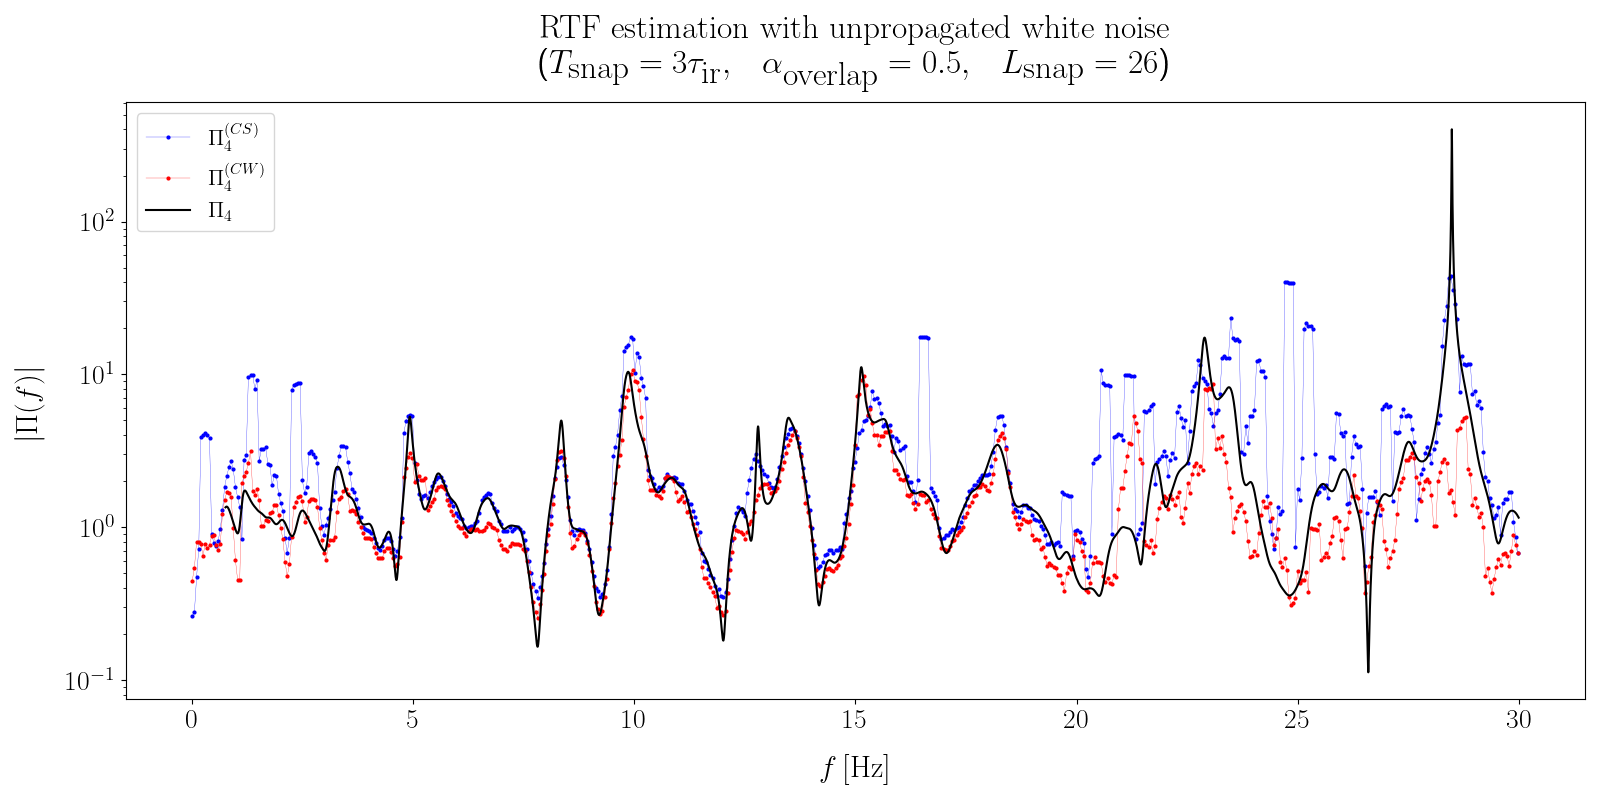 RTF estimation with unpropagated white noise
(T_snap = 3τ_ir, α_overlap = 0.5, L_snap = 26)
Π_4^(CS)
Π_4^(CW)
Π_4
|Π(f)|
10^2
10^1
10^0
10^−1
0 5 10 15 20 25 30
f [Hz]